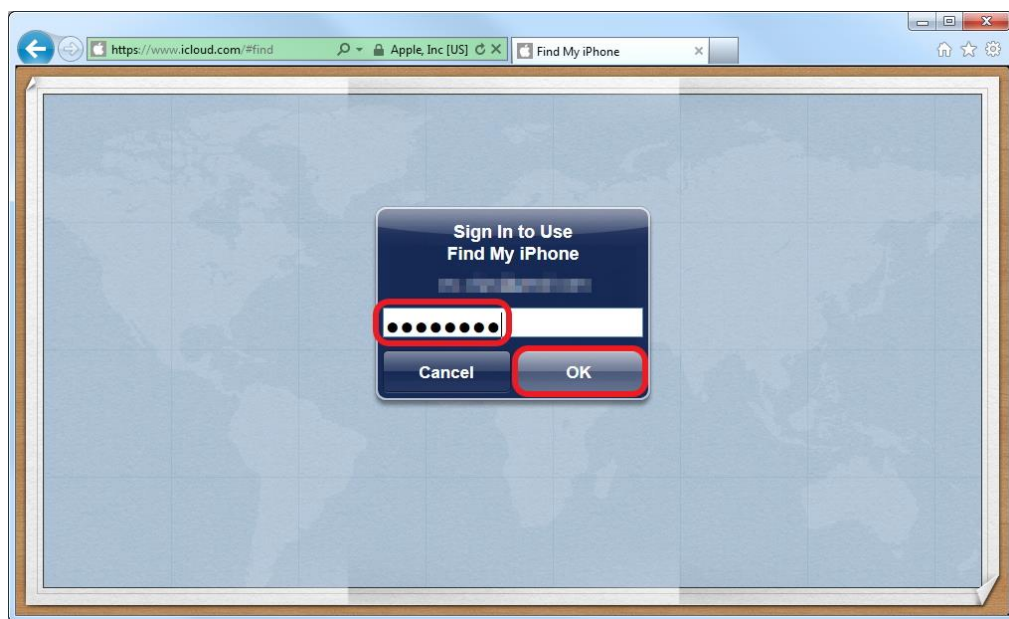 https://www.icloud.com/#find
Apple, Inc [US]
Find My iPhone
Sign In to Use
Find My iPhone
Cancel
OK